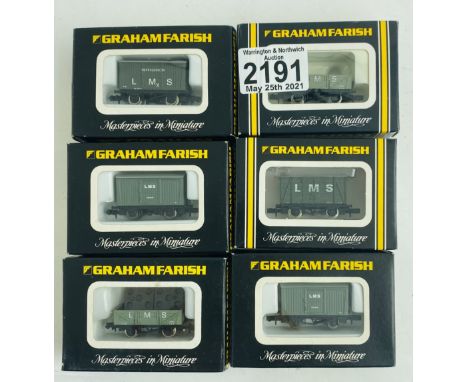 GRAHAM FARISH
L M S
Masterpieces in Miniature
GRAHAM FARISH
Warrington & Northwich
Auction
2191
May 25th 2021
M S
Masterpieces in Miniature
GRAHAM FARISH
LMS
Masterpieces in Miniature
GRAHAM FARISH
L M S
Masterpieces in Miniature
GRAHAM FARISH
L M S
Masterpieces in Miniature
GRAHAM FARISH
LMS
Masterpieces in Miniature